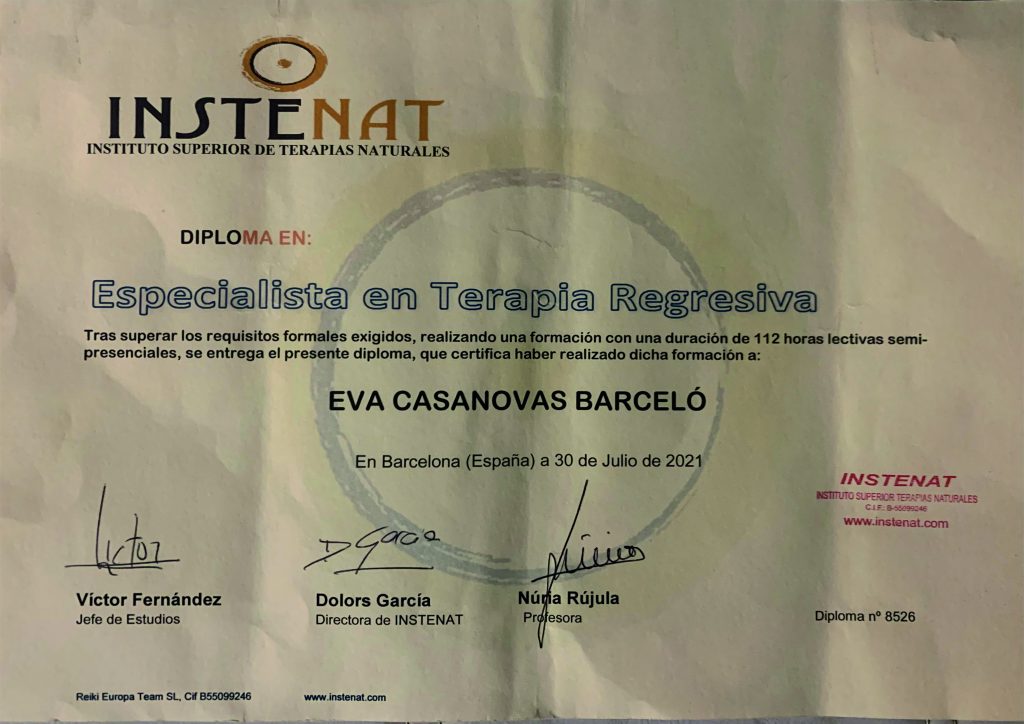 INSTENAT
INSTITUTO SUPERIOR DE TERAPIAS NATURALES
DIPLOMA EN:
Especialista en Terapia Regresiva
Tras superar los requisitos formales exigidos, realizando una formación con una duración de 112 horas lectivas semi-
presenciales, se entrega el presente diploma, que certifica haber realizado dicha formación a:
EVA CASANOVAS BARCELÓ
En Barcelona (España) a 30 de Julio de 2021
INSTENAT
INSTITUTO SUPERIOR TERAPIAS NATURALES
C.I.F.: B-55099246
www.instenat.com
Víctor
D García
Víctor Fernández
Dolors García
Núria Rújula
Jefe de Estudios
Directora de INSTENAT
Profesora
Diploma nº 8526
Reiki Europa Team SL, Cif B55099246
www.instenat.com